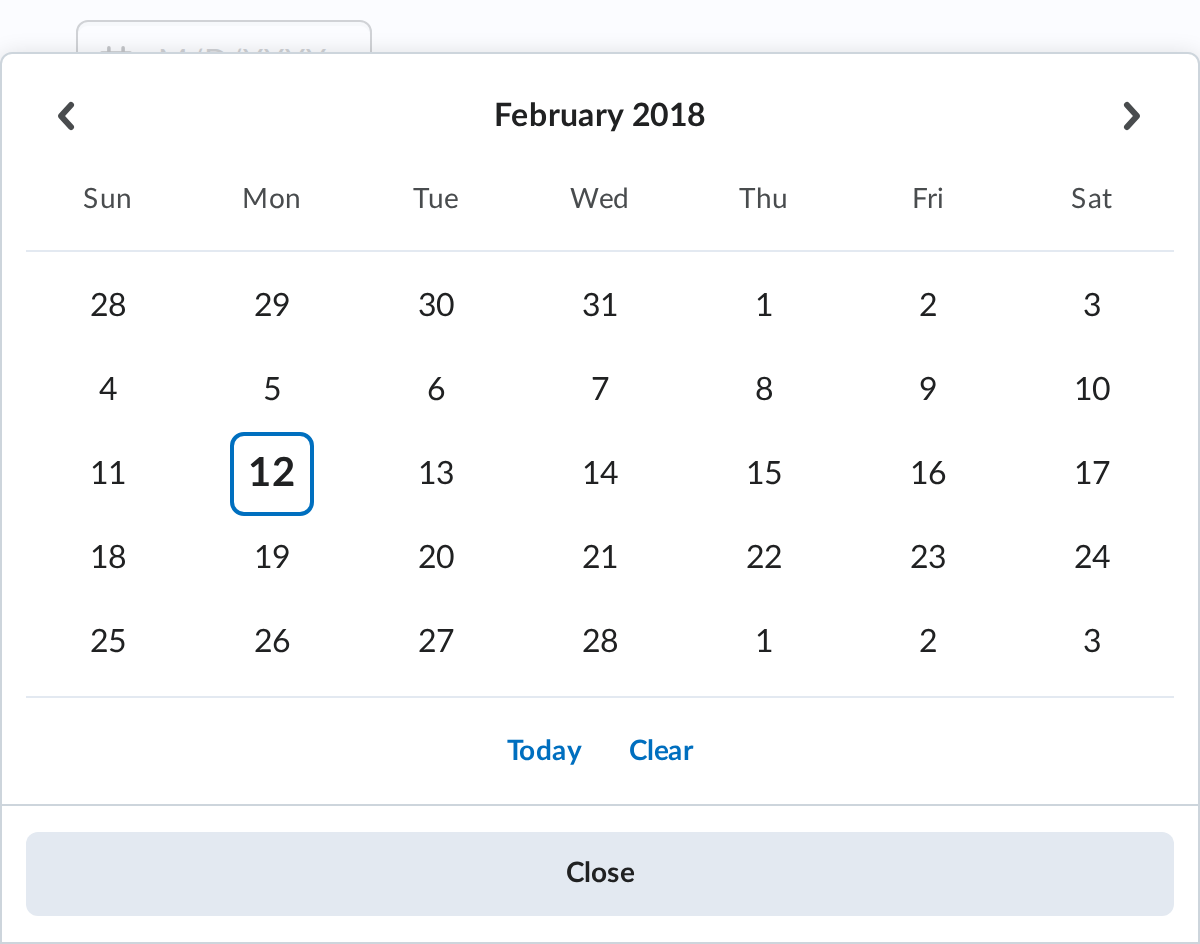 February 2018
Sun Mon Tue Wed Thu Fri Sat
28 29 30 31 1 2 3
4 5 6 7 8 9 10
11 12 13 14 15 16 17
18 19 20 21 22 23 24
25 26 27 28 1 2 3
Today Clear
Close